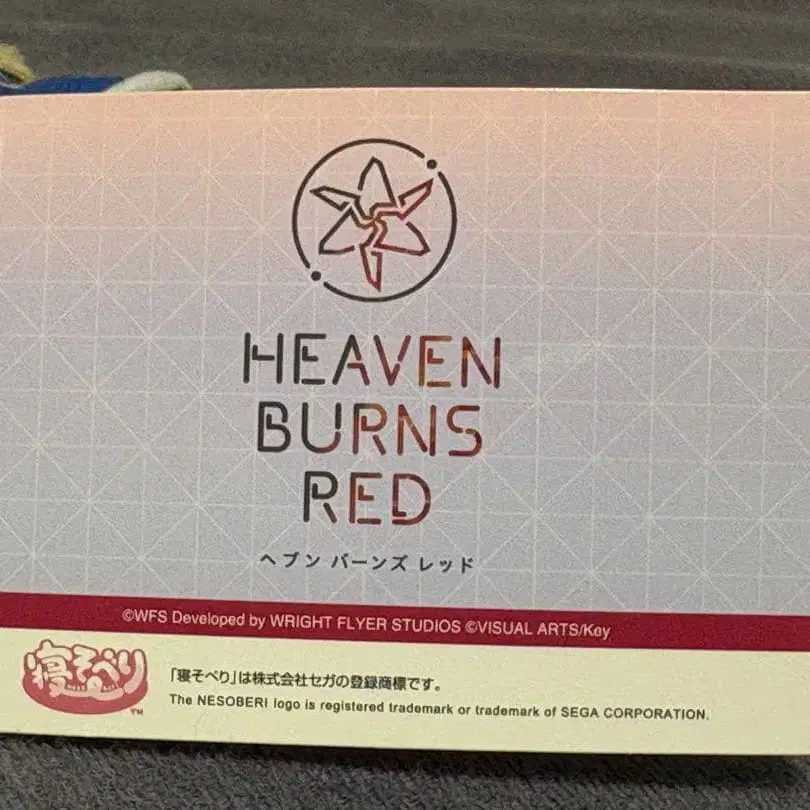 HEAVEN
BURNS
RED
ヘブン バーンズ レッド
©WFS Developed by WRIGHT FLYER STUDIOS ©VISUAL ARTS/Key
寝そべり
TM
「寝そべり」は株式会社セガの登録商標です。
The NESOBERI logo is registered trademark or trademark of SEGA CORPORATION.